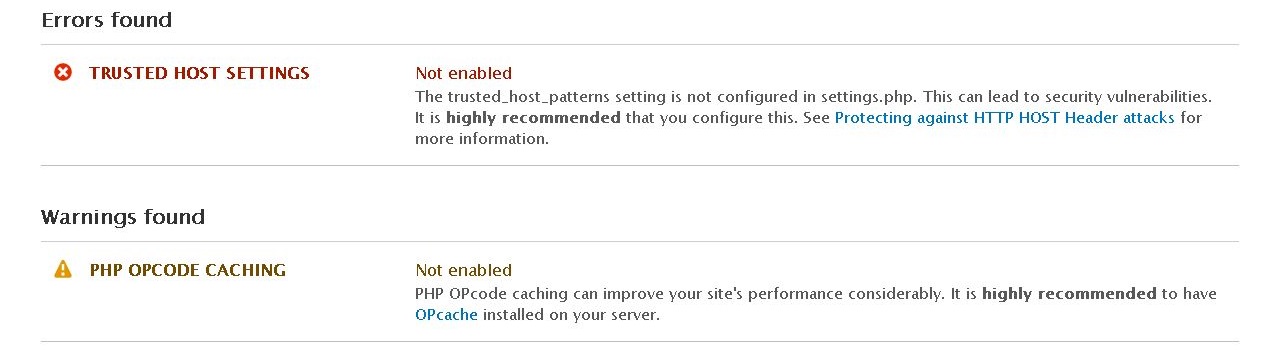 Errors found
TRUSTED HOST SETTINGS
Not enabled
The trusted_host_patterns setting is not configured in settings.php. This can lead to security vulnerabilities.
It is highly recommended that you configure this. See Protecting against HTTP HOST Header attacks for
more information.
Warnings found
PHP OPCODE CACHING
Not enabled
PHP OPcode caching can improve your site's performance considerably. It is highly recommended to have
OPcache installed on your server.